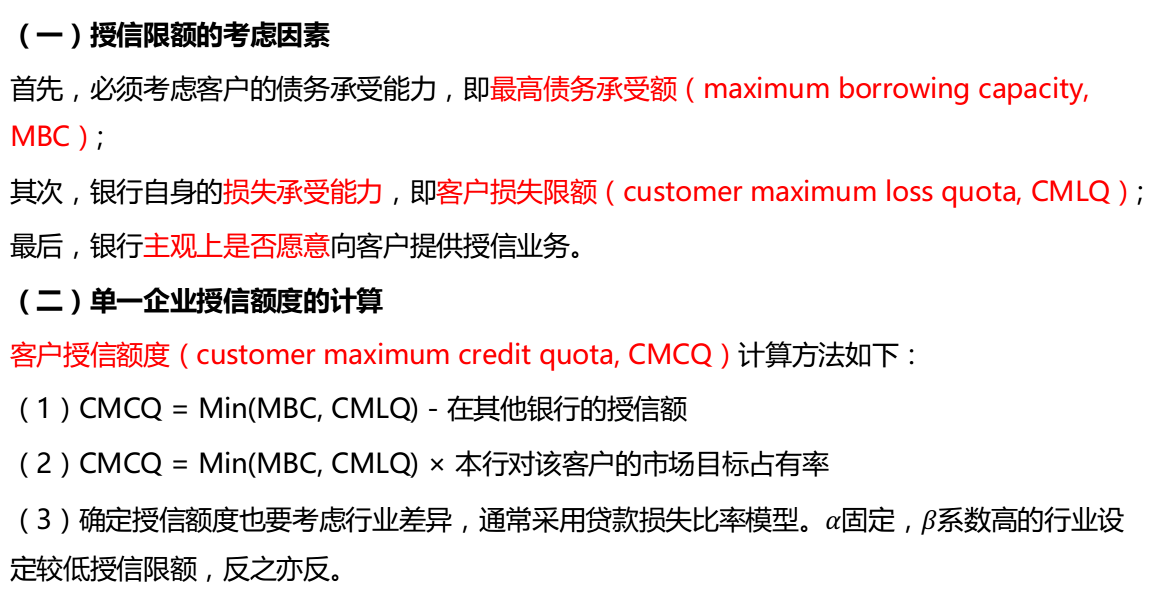 （一）授信限额的考虑因素
首先，必须考虑客户的债务承受能力，即最高债务承受额（maximum borrowing capacity,
MBC）；
其次，银行自身的损失承受能力，即客户损失限额（customer maximum loss quota, CMLQ）；
最后，银行主观上是否愿意向客户提供授信业务。
（二）单一企业授信额度的计算
客户授信额度（customer maximum credit quota, CMCQ）计算方法如下：
（1）CMCQ = Min(MBC, CMLQ) - 在其他银行的授信额
（2）CMCQ = Min(MBC, CMLQ) × 本行对该客户的市场目标占有率
（3）确定授信额度也要考虑行业差异，通常采用贷款损失比率模型。𝛼固定，𝛽系数高的行业设
定较低授信限额，反之亦反。